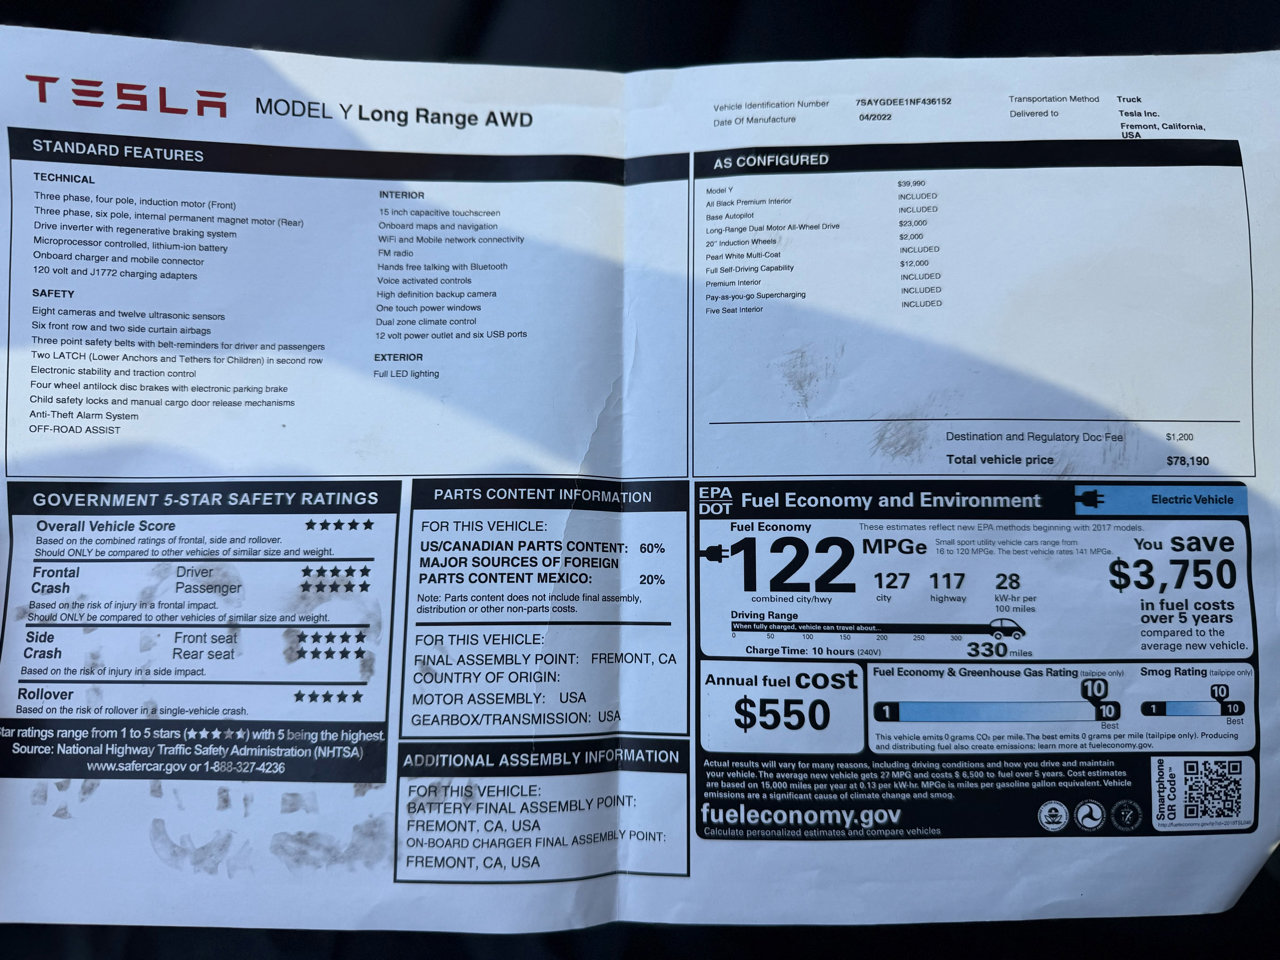 TESLA MODEL Y Long Range AWD
Vehicle Identification Number 7SAYGDEE1NF436152
Date Of Manufacture 04/2022
Transportation Method Truck
Delivered to Tesla Inc.
Fremont, California,
USA
STANDARD FEATURES
TECHNICAL
Three phase, four pole, induction motor (Front)
Three phase, six pole, internal permanent magnet motor (Rear)
Drive inverter with regenerative braking system
Microprocessor controlled, lithium-ion battery
Onboard charger and mobile connector
120 volt and J1772 charging adapters
SAFETY
Eight cameras and twelve ultrasonic sensors
Six front row and two side curtain airbags
Three point safety belts with belt-reminders for driver and passengers
Two LATCH (Lower Anchors and Tethers for Children) in second row
Electronic stability and traction control
Four wheel antilock disc brakes with electronic parking brake
Child safety locks and manual cargo door release mechanisms
Anti-Theft Alarm System
OFF-ROAD ASSIST
INTERIOR
15 inch capacitive touchscreen
Onboard maps and navigation
WiFi and Mobile network connectivity
FM radio
Hands free talking with Bluetooth
Voice activated controls
High definition backup camera
One touch power windows
Dual zone climate control
12 volt power outlet and six USB ports
EXTERIOR
Full LED lighting
AS CONFIGURED
Model Y $39,990
All Black Premium Interior INCLUDED
Base Autopilot INCLUDED
Long-Range Dual Motor All-Wheel Drive $23,000
20" Induction Wheels $2,000
Pearl White Multi-Coat INCLUDED
Full Self-Driving Capability $12,000
Premium Interior INCLUDED
Pay-as-you-go Supercharging INCLUDED
Five Seat Interior INCLUDED
Destination and Regulatory Doc Fee $1,200
Total vehicle price $78,190
GOVERNMENT 5-STAR SAFETY RATINGS
Overall Vehicle Score ★★★★★
Based on the combined ratings of frontal, side and rollover.
Should ONLY be compared to other vehicles of similar size and weight.
Frontal Driver ★★★★★
Crash Passenger ★★★★★
Based on the risk of injury in a frontal impact.
Should ONLY be compared to other vehicles of similar size and weight.
Side Front seat ★★★★★
Crash Rear seat ★★★★★
Based on the risk of injury in a side impact.
Rollover ★★★★★
Based on the risk of rollover in a single-vehicle crash.
tar ratings range from 1 to 5 stars (★★★★★) with 5 being the highest.
Source: National Highway Traffic Safety Administration (NHTSA)
www.safercar.gov or 1-888-327-4236
PARTS CONTENT INFORMATION
FOR THIS VEHICLE:
US/CANADIAN PARTS CONTENT: 60%
MAJOR SOURCES OF FOREIGN
PARTS CONTENT MEXICO: 20%
Note: Parts content does not include final assembly,
distribution or other non-parts costs.
FOR THIS VEHICLE:
FINAL ASSEMBLY POINT: FREMONT, CA
COUNTRY OF ORIGIN:
MOTOR ASSEMBLY: USA
GEARBOX/TRANSMISSION: USA
ADDITIONAL ASSEMBLY INFORMATION
FOR THIS VEHICLE:
BATTERY FINAL ASSEMBLY POINT:
FREMONT, CA, USA
ON-BOARD CHARGER FINAL ASSEMBLY POINT:
FREMONT, CA, USA
EPA
DOT
Fuel Economy and Environment
Electric Vehicle
Fuel Economy
These estimates reflect new EPA methods beginning with 2017 models.
122 MPGe
combined city/hwy
Small sport utility vehicle cars range from
16 to 120 MPGe. The best vehicle rates 141 MPGe.
127 city
117 highway
28 kW-hr per
100 miles
Driving Range
When fully charged, vehicle can travel about...
0 50 100 150 200 300
330 miles
Charge Time: 10 hours (240V)
You save
$3,750
in fuel costs
over 5 years
compared to the
average new vehicle.
Annual fuel cost
$550
Fuel Economy & Greenhouse Gas Rating (tailpipe only)
10
1 10
Best
Smog Rating (tailpipe only)
10
1 10
Best
This vehicle emits 0 grams CO₂ per mile. The best emits 0 grams per mile (tailpipe only). Producing
and distributing fuel also create emissions: learn more at fueleconomy.gov.
Actual results will vary for many reasons, including driving conditions and how you drive and maintain
your vehicle. The average new vehicle gets 27 MPG and costs $ 6,500 to fuel over 5 years. Cost estimates
are based on 15,000 miles per year at 0.13 per kW-hr. MPGe is miles per gasoline gallon equivalent. Vehicle
emissions are a significant cause of climate change and smog.
fueleconomy.gov
Calculate personalized estimates and compare vehicles
Smartphone
QR Code™